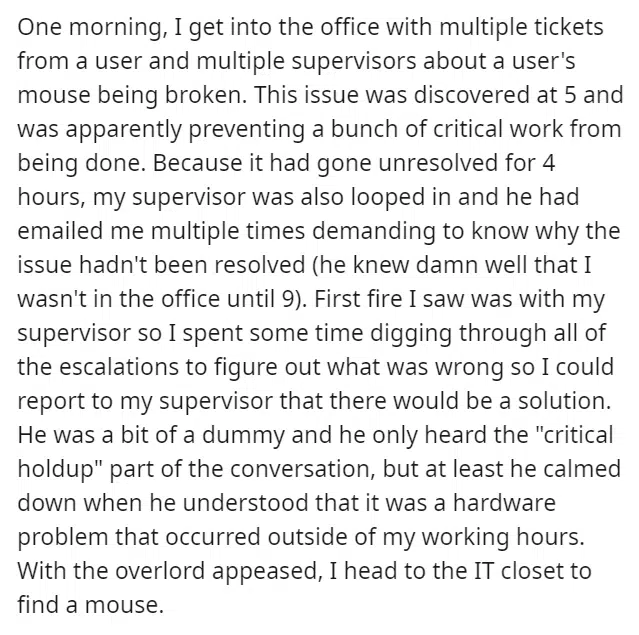 One morning, I get into the office with multiple tickets
from a user and multiple supervisors about a user's
mouse being broken. This issue was discovered at 5 and
was apparently preventing a bunch of critical work from
being done. Because it had gone unresolved for 4
hours, my supervisor was also looped in and he had
emailed me multiple times demanding to know why the
issue hadn't been resolved (he knew damn well that I
wasn't in the office until 9). First fire I saw was with my
supervisor so I spent some time digging through all of
the escalations to figure out what was wrong so I could
report to my supervisor that there would be a solution.
He was a bit of a dummy and he only heard the "critical
holdup" part of the conversation, but at least he calmed
down when he understood that it was a hardware
problem that occurred outside of my working hours.
With the overlord appeased, I head to the IT closet to
find a mouse.